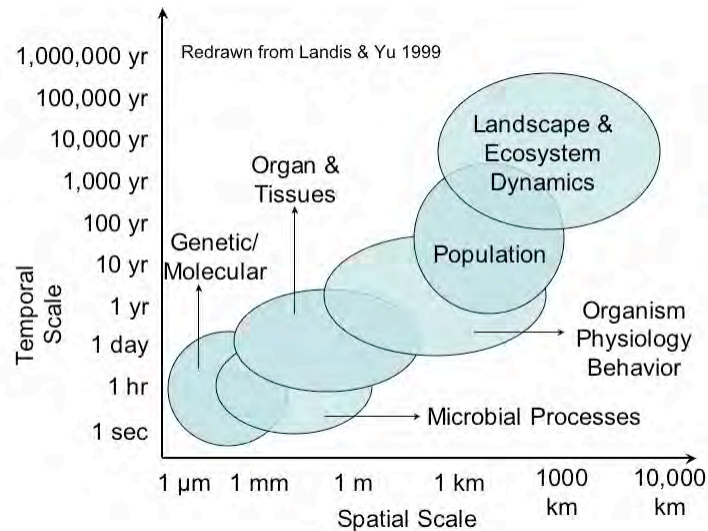 Redrawn from Landis & Yu 1999
1,000,000 yr
100,000 yr
10,000 yr
1,000 yr
100 yr
10 yr
1 yr
1 day
1 hr
1 sec
Temporal
Scale
Landscape &
Ecosystem
Dynamics
Organ &
Tissues
Genetic/
Molecular
Population
Organism
Physiology
Behavior
Microbial Processes
1 µm
1 mm
1 m
1 km
1000
km
10,000
km
Spatial Scale